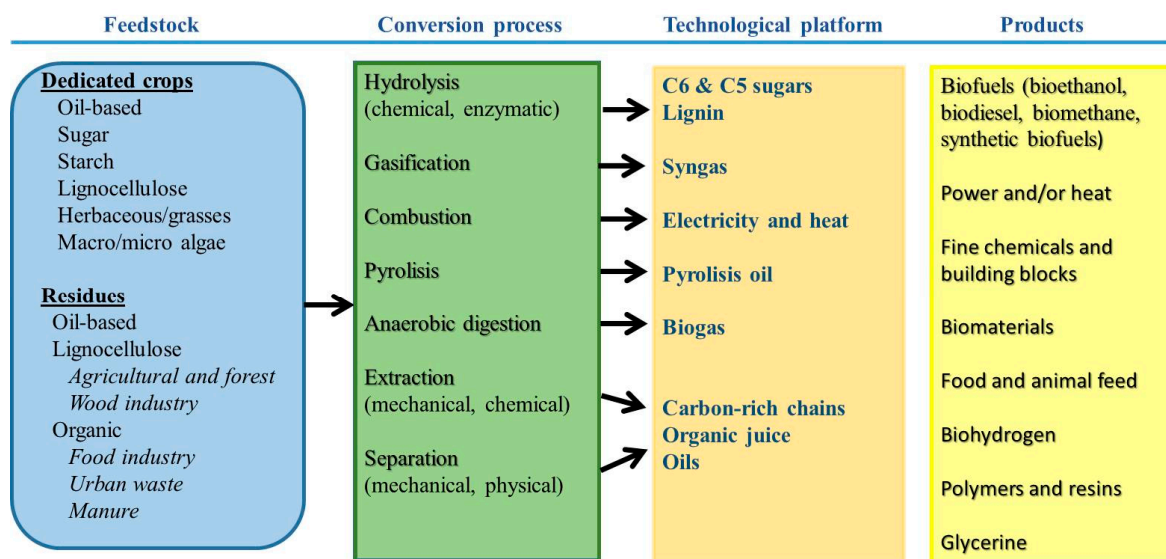 Feedstock
Conversion process
Technological platform
Products
Dedicated crops
Oil-based
Sugar
Starch
Lignocellulose
Herbaceous/grasses
Macro/micro algae
Residues
Oil-based
Lignocellulose
Agricultural and forest
Wood industry
Organic
Food industry
Urban waste
Manure
Hydrolysis
(chemical, enzymatic)
Gasification
Combustion
Pyrolisis
Anaerobic digestion
Extraction
(mechanical, chemical)
Separation
(mechanical, physical)
C6 & C5 sugars
Lignin
Syngas
Electricity and heat
Pyrolisis oil
Biogas
Carbon-rich chains
Organic juice
Oils
Biofuels (bioethanol,
biodiesel, biomethane,
synthetic biofuels)
Power and/or heat
Fine chemicals and
building blocks
Biomaterials
Food and animal feed
Biohydrogen
Polymers and resins
Glycerine